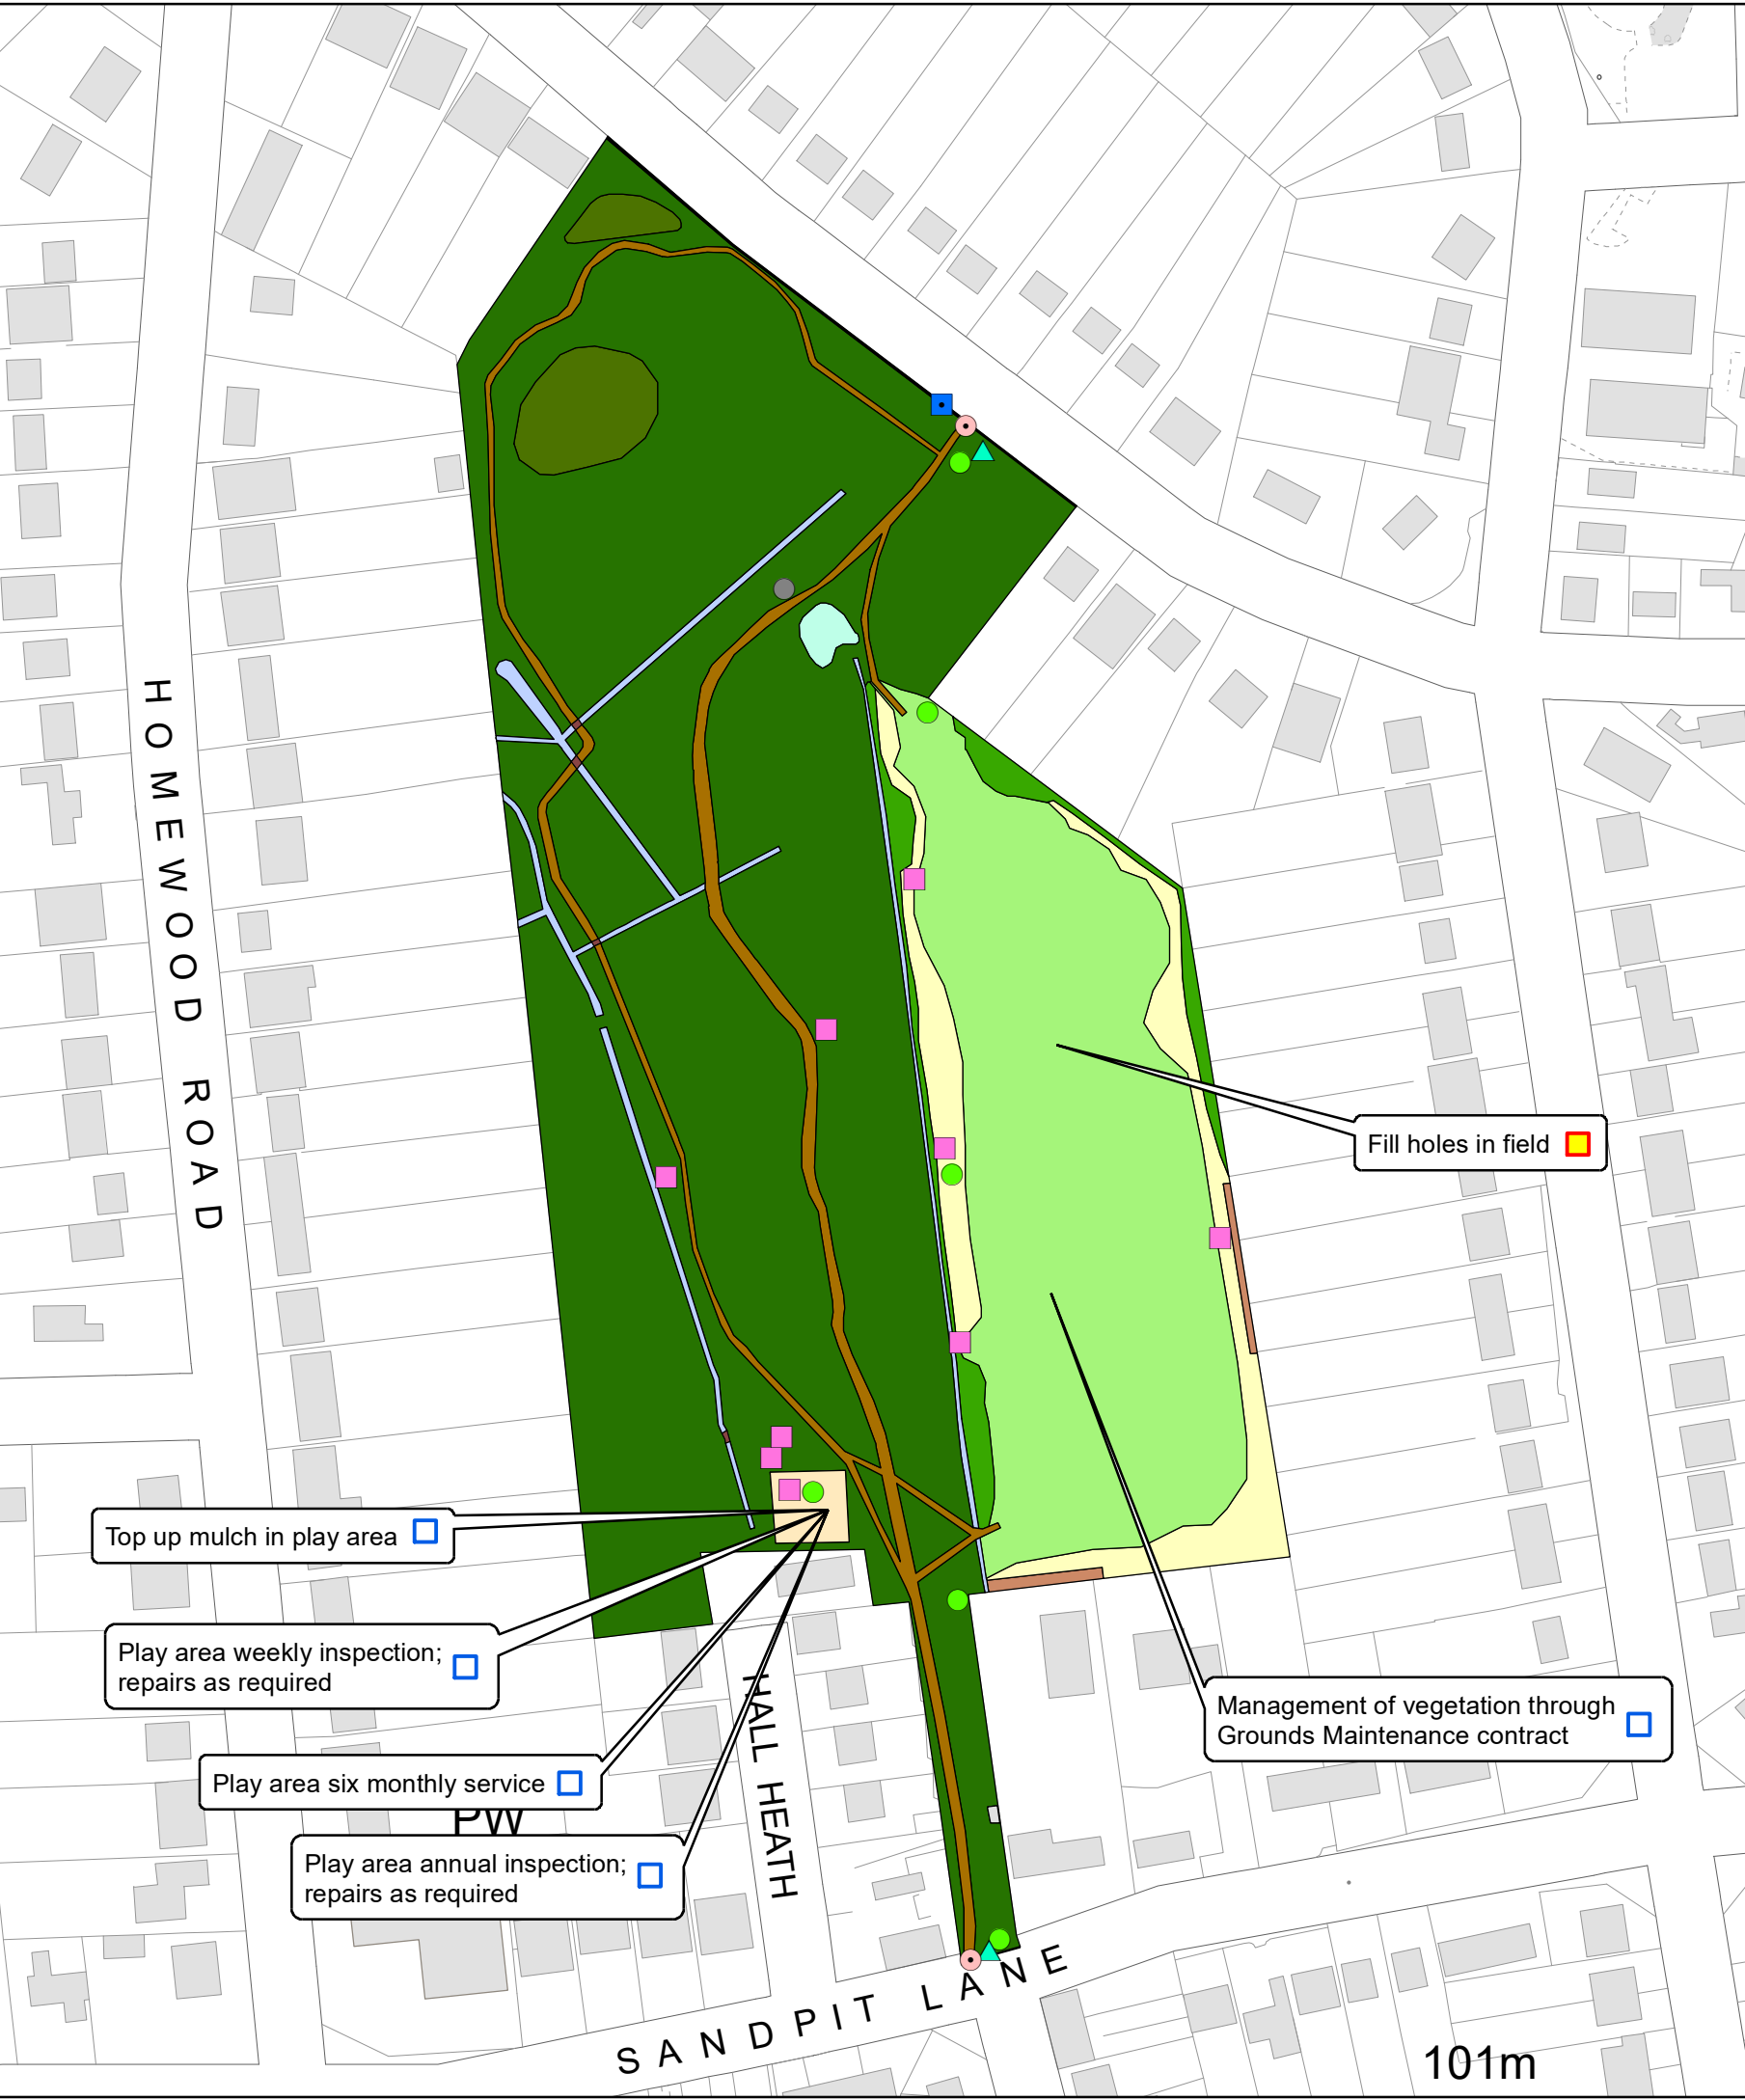 HOMEWOOD ROAD
Fill holes in field
Top up mulch in play area
Play area weekly inspection;
repairs as required
Management of vegetation through
Grounds Maintenance contract
HALL HEATH
Play area six monthly service
PW
Play area annual inspection;
repairs as required
SANDPIT LANE
101m